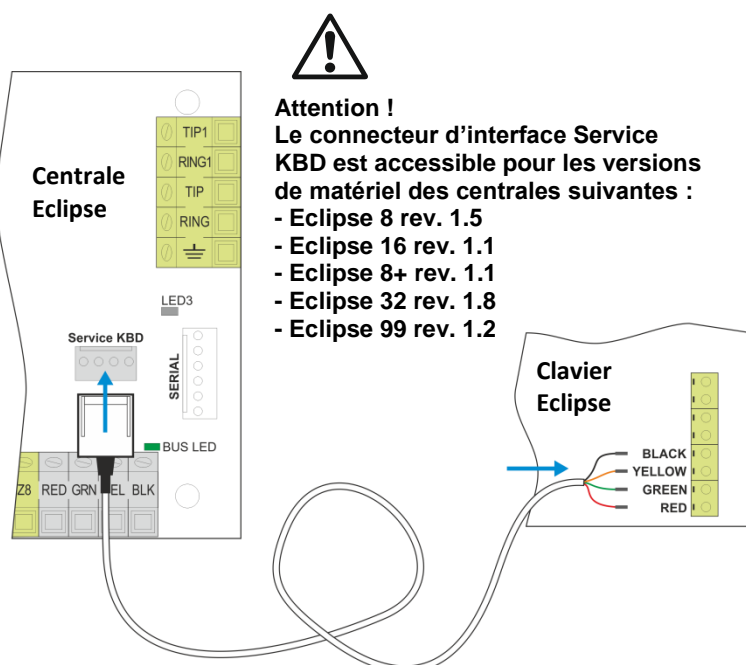 Attention !
Le connecteur d'interface Service
KBD est accessible pour les versions
de matériel des centrales suivantes :
- Eclipse 8 rev. 1.5
- Eclipse 16 rev. 1.1
- Eclipse 8+ rev. 1.1
- Eclipse 32 rev. 1.8
- Eclipse 99 rev. 1.2
Centrale
Eclipse
TIP1
RING1
TIP
RING
LED3
Service KBD
SERIAL
BUS LED
Z8 RED GRN EL BLK
Clavier
Eclipse
BLACK
YELLOW
GREEN
RED